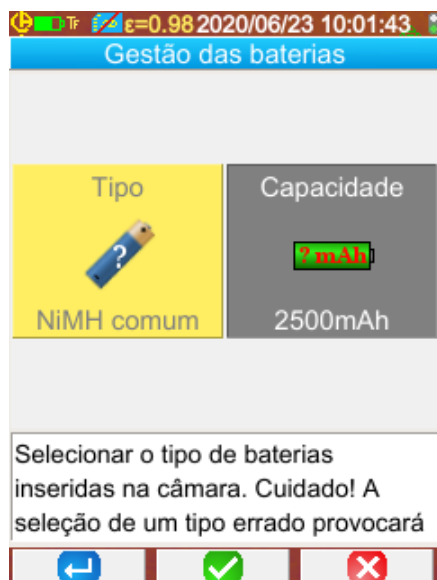 TF ε=0.98 2020/06/23 10:01:43
Gestão das baterias
Tipo
?
NiMH comum
Capacidade
? mAh
2500mAh
Selecionar o tipo de baterias
inseridas na câmara. Cuidado! A
seleção de um tipo errado provocará